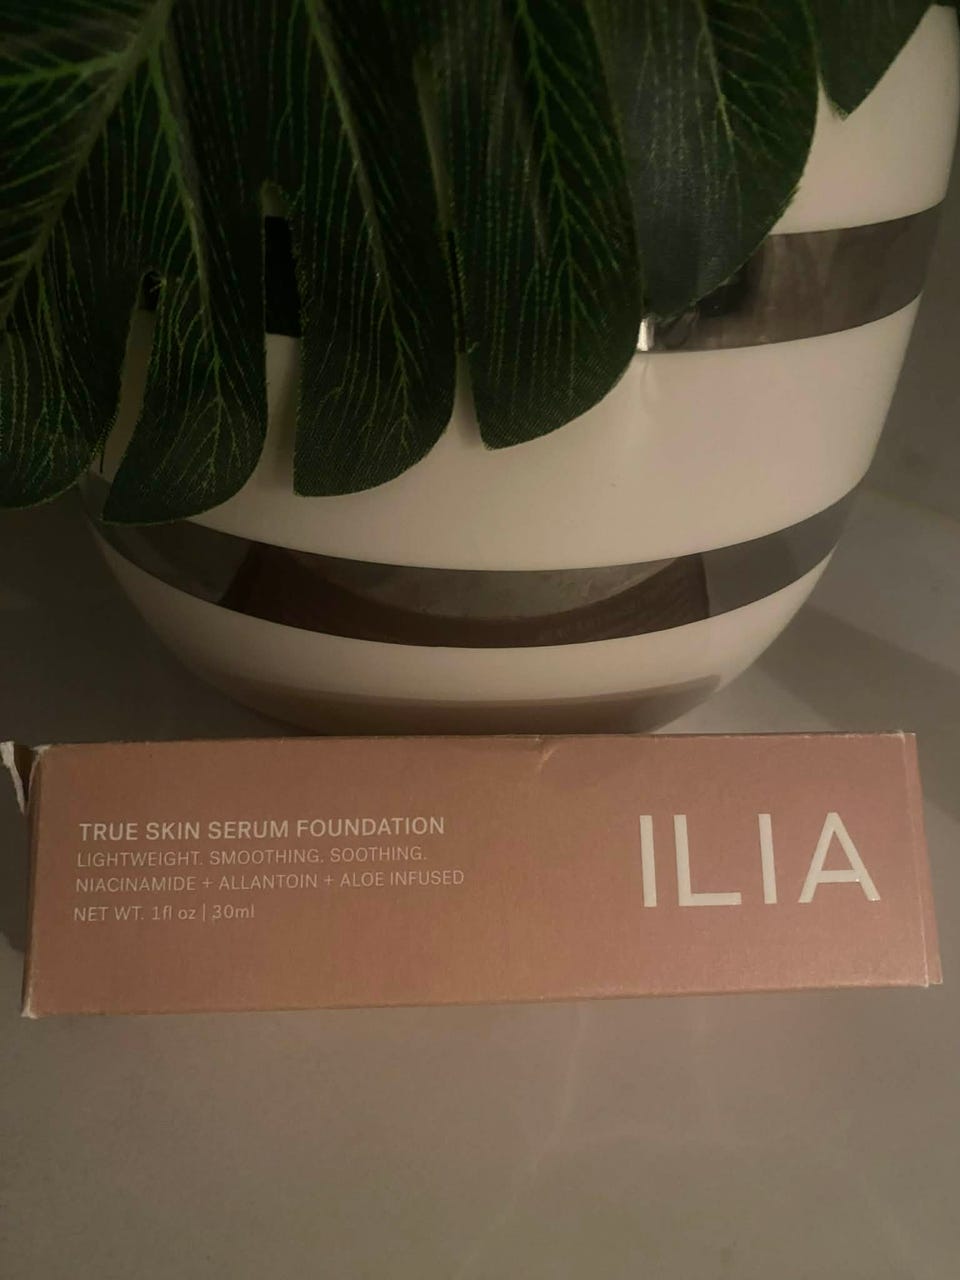 TRUE SKIN SERUM FOUNDATION
LIGHTWEIGHT. SMOOTHING. SOOTHING.
NIACINAMIDE + ALLANTOIN + ALOE INFUSED
NET WT. 1fl oz | 30ml
ILIA